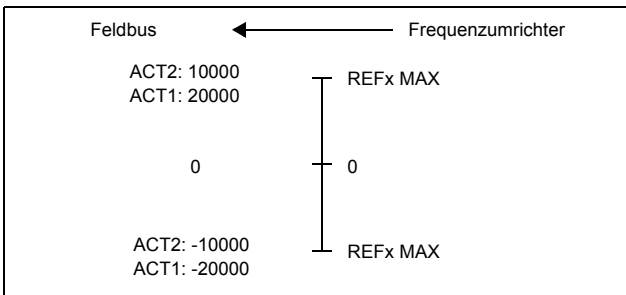 Feldbus Frequenzumrichter
ACT2: 10000
ACT1: 20000
REFx MAX
0 0
ACT2: -10000
ACT1: -20000
REFx MAX